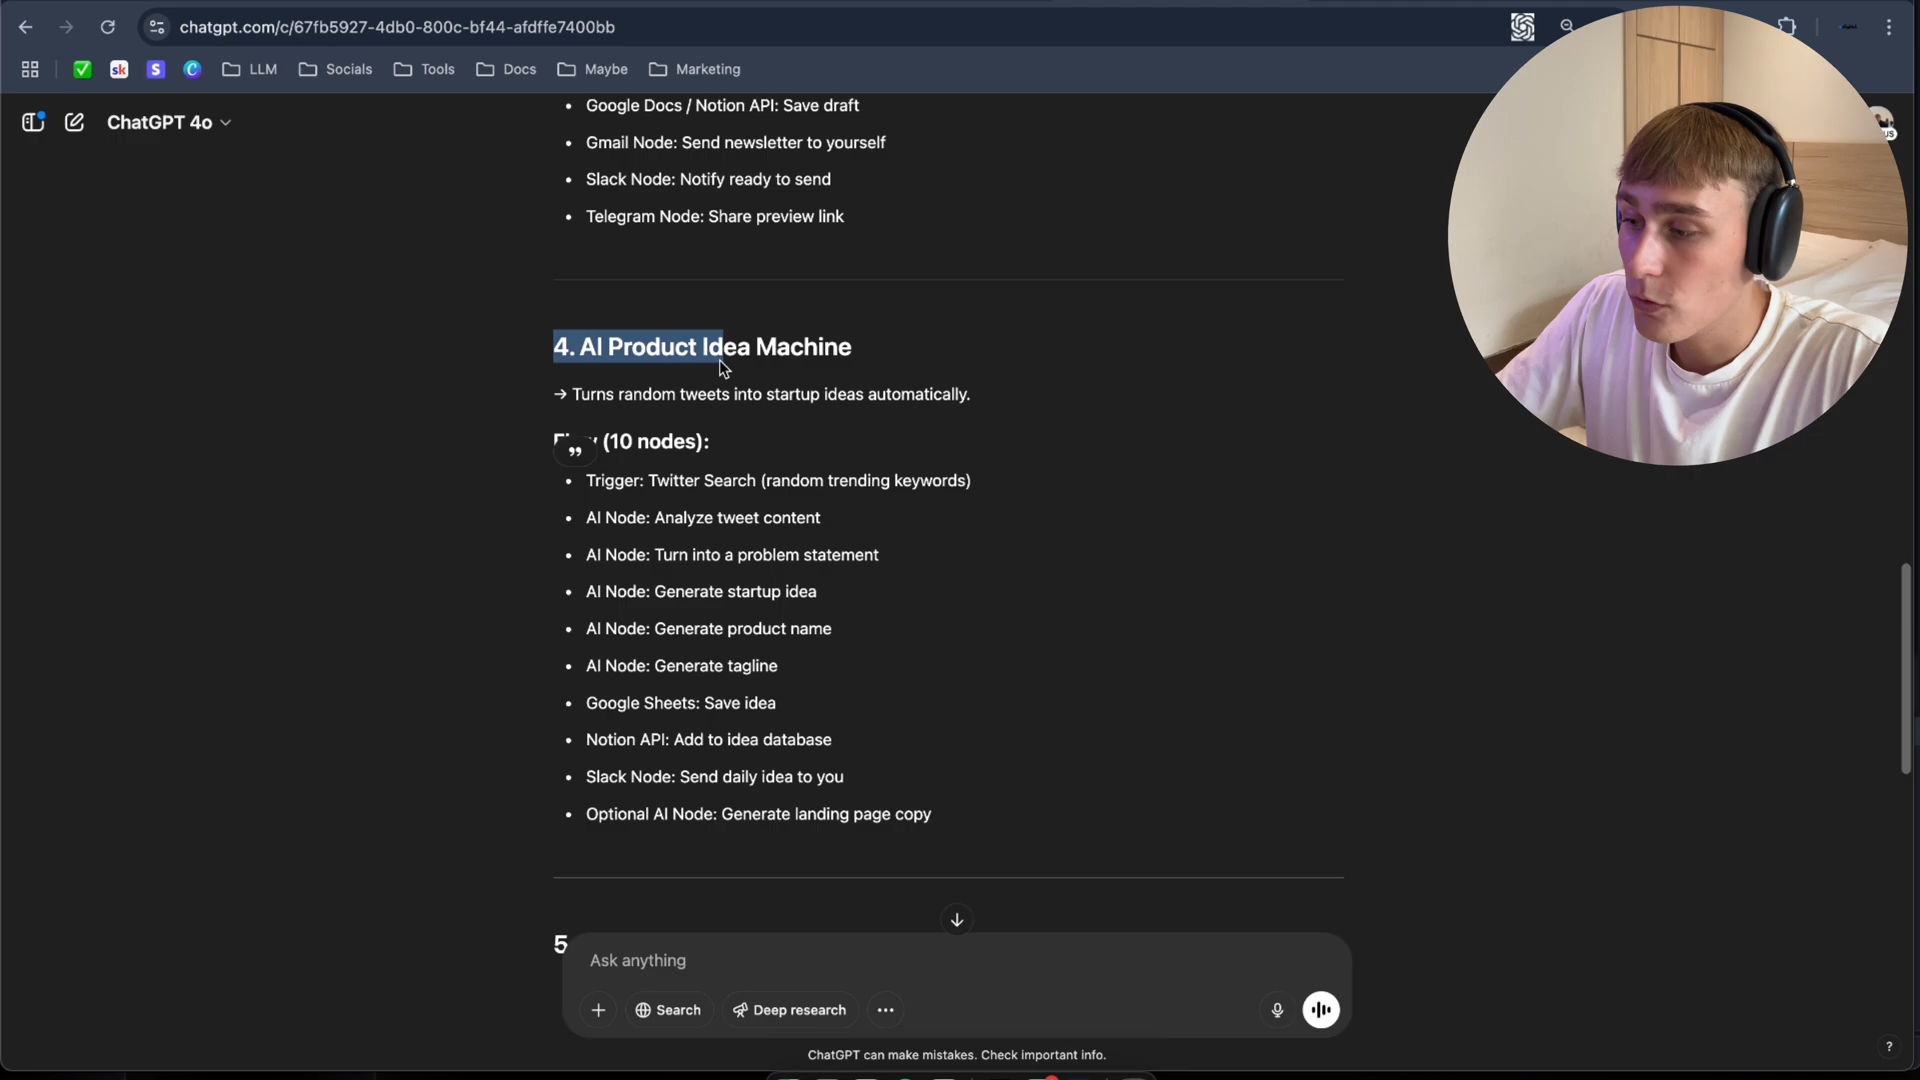 chatgpt.com/c/67fb5927-4db0-800c-bf44-afdffe7400bb
sk
S
C
LLM
Socials
Tools
Docs
Maybe
Marketing
ChatGPT 4o
US
• Google Docs / Notion API: Save draft
• Gmail Node: Send newsletter to yourself
• Slack Node: Notify ready to send
• Telegram Node: Share preview link
4. AI Product Idea Machine
→ Turns random tweets into startup ideas automatically.
(10 nodes):
• Trigger: Twitter Search (random trending keywords)
• AI Node: Analyze tweet content
• AI Node: Turn into a problem statement
• AI Node: Generate startup idea
• AI Node: Generate product name
• AI Node: Generate tagline
• Google Sheets: Save idea
• Notion API: Add to idea database
• Slack Node: Send daily idea to you
• Optional AI Node: Generate landing page copy
5
Ask anything
Search
Deep research
ChatGPT can make mistakes. Check important info.
?